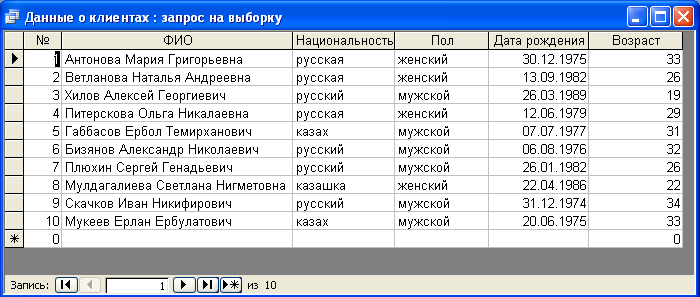 Данные о клиентах : запрос на выборку
№ ФИО Национальность Пол Дата рождения Возраст
1 Антонова Мария Григорьевна русская женский 30.12.1975 33
2 Ветланова Наталья Андреевна русская женский 13.09.1982 26
3 Хилов Алексей Георгиевич русский мужской 26.03.1989 19
4 Питерскова Ольга Никалаевна русская женский 12.06.1979 29
5 Габбасов Ербол Темирханович казах мужской 07.07.1977 31
6 Бизянов Александр Николаевич русский мужской 06.08.1976 32
7 Плюхин Сергей Генадьевич русский мужской 26.01.1982 26
8 Мулдагалиева Светлана Нигметовна казашка женский 22.04.1986 22
9 Скачков Иван Никифирович русский мужской 31.12.1974 34
10 Мукеев Ерлан Ербулатович казах мужской 20.06.1975 33
0 0
Запись: 1 из 10